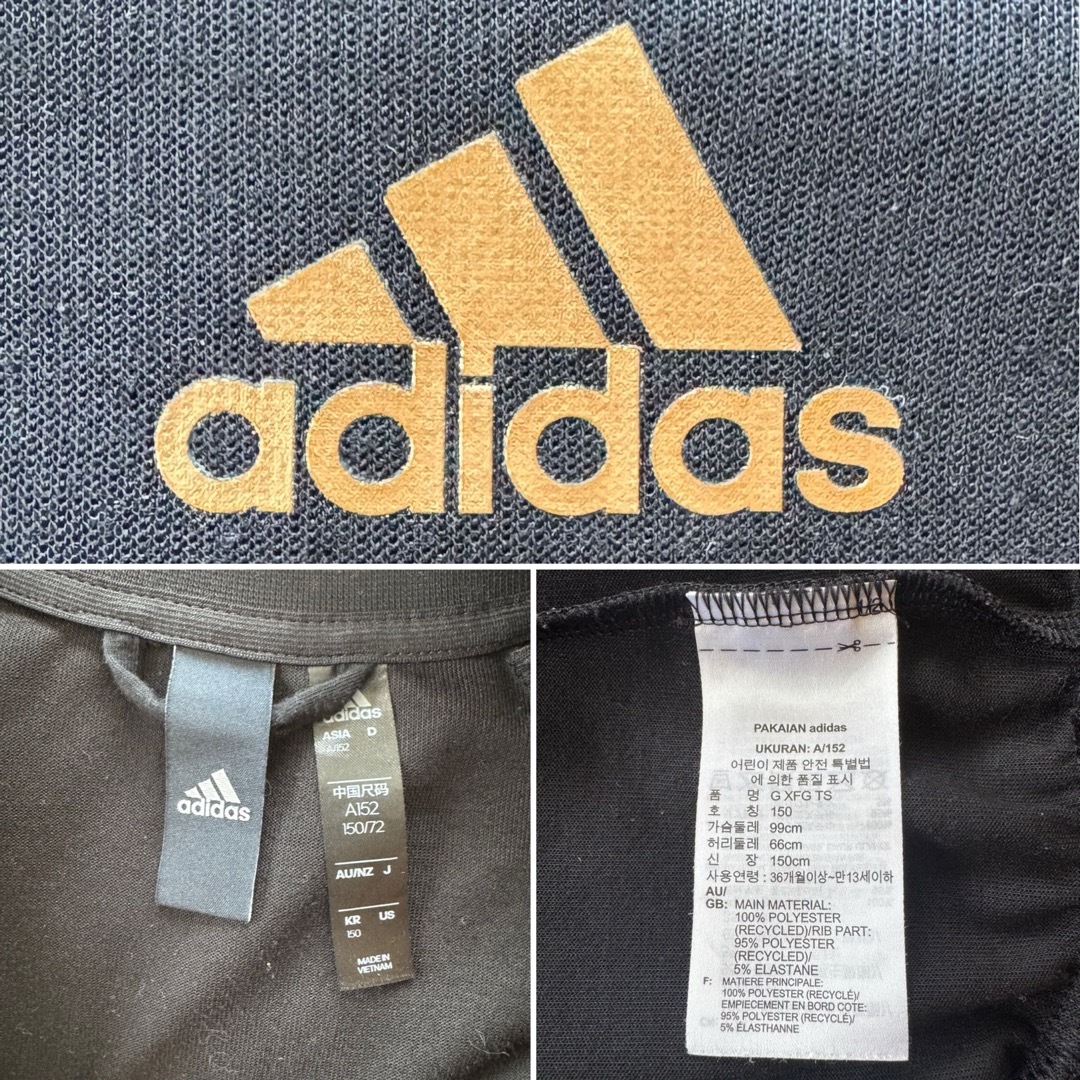 adidas
adidas
adidas
ASIA D
A/152
中国尺码
A152
150/72
AU/NZ J
KR US
150
MADE IN
VIETNAM
PAKAIAN adidas
UKURAN: A/152
어린이 제품 안전 특별법
에 의한 품질 표시
품 명 G XFG TS
호 칭 150
가슴둘레 99cm
허리둘레 66cm
신 장 150cm
사용연령 : 36개월이상~만13세이하
AU/
GB: MAIN MATERIAL:
100% POLYESTER
(RECYCLED)/RIB PART:
95% POLYESTER
(RECYCLED)/
5% ELASTANE
F: MATIERE PRINCIPALE:
100% POLYESTER (RECYCLÉ)/
EMPIECEMENT EN BORD COTE:
95% POLYESTER (RECYCLÉ)/
5% ÉLASTHANNE